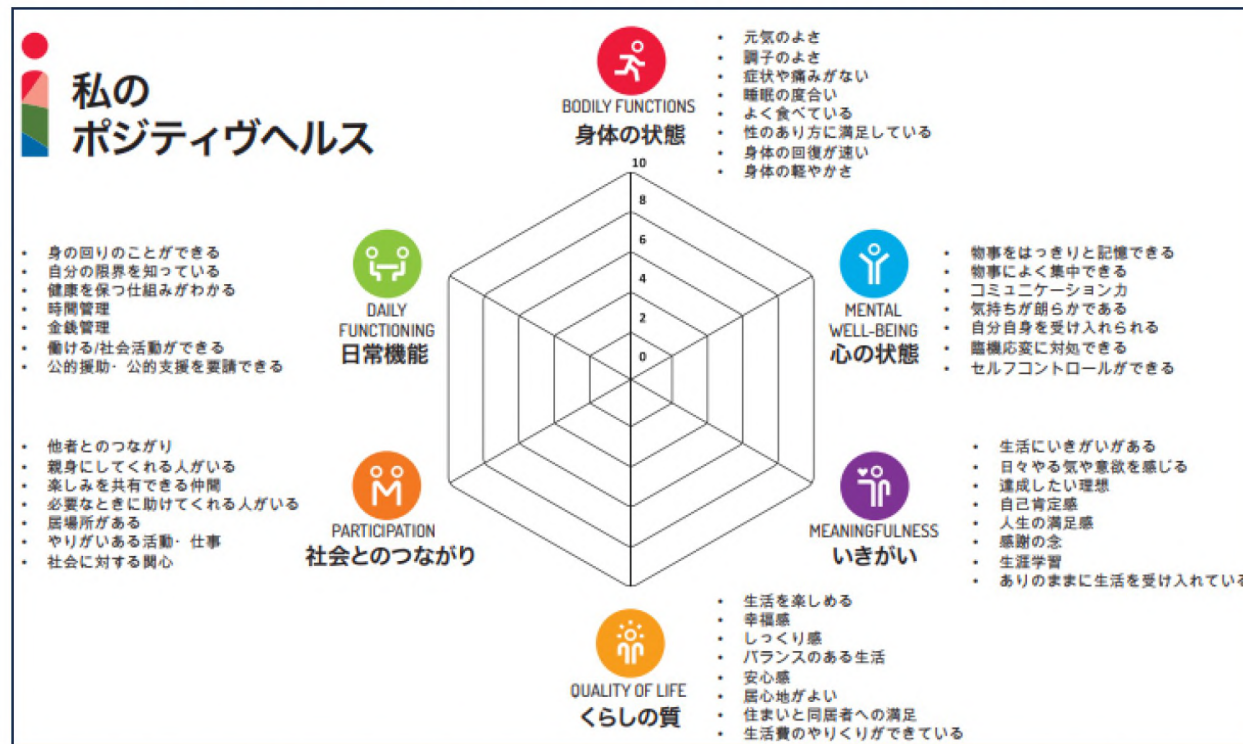 私の
ポジティヴヘルス
BODILY FUNCTIONS
身体の状態
• 元気のよさ
• 調子のよさ
• 症状や痛みがない
• 睡眠の度合い
• よく食べている
• 性のあり方に満足している
• 身体の回復が速い
• 身体の軽やかさ
10
8
6
4
2
0
MENTAL
WELL-BEING
心の状態
• 物事をはっきりと記憶できる
• 物事によく集中できる
• コミュニケーション力
• 気持ちが朗らかである
• 自分自身を受け入れられる
• 臨機応変に対処できる
• セルフコントロールができる
MEANINGFULNESS
いきがい
• 生活にいきがいがある
• 日々やる気や意欲を感じる
• 達成したい理想
• 自己肯定感
• 人生の満足感
• 感謝の念
• 生涯学習
• ありのままに生活を受け入れている
QUALITY OF LIFE
くらしの質
• 生活を楽しめる
• 幸福感
• しっくり感
• バランスのある生活
• 安心感
• 居心地がよい
• 住まいと同居者への満足
• 生活費のやりくりができている
PARTICIPATION
社会とのつながり
• 他者とのつながり
• 親身にしてくれる人がいる
• 楽しみを共有できる仲間
• 必要なときに助けてくれる人がいる
• 居場所がある
• やりがいある活動・仕事
• 社会に対する関心
DAILY
FUNCTIONING
日常機能
• 身の回りのことができる
• 自分の限界を知っている
• 健康を保つ仕組みがわかる
• 時間管理
• 金銭管理
• 働ける/社会活動ができる
• 公的援助・公的支援を要請できる